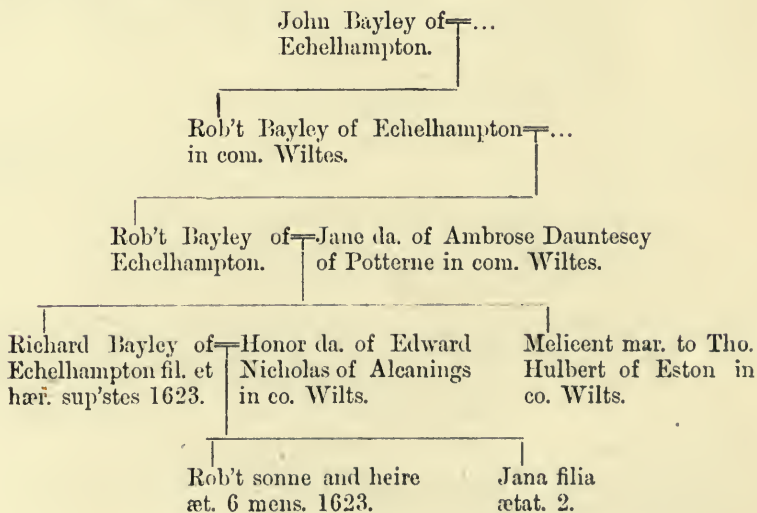 John Bayley of=...
Echelhampton.
Rob't Bayley of Echelhampton=...
in com. Wiltes.
Rob't Bayley of=Jane da. of Ambrose Dauntesey
Echelhampton. of Potterne in com. Wiltes.
Richard Bayley of=Honor da. of Edward
Echelhampton fil. et Nicholas of Alcanings
hær. sup'stes 1623. in co. Wilts.
Melicent mar. to Tho.
Hulbert of Eston in
co. Wilts.
Rob't sonne and heire
æt. 6 mens. 1623.
Jana filia
ætat. 2.